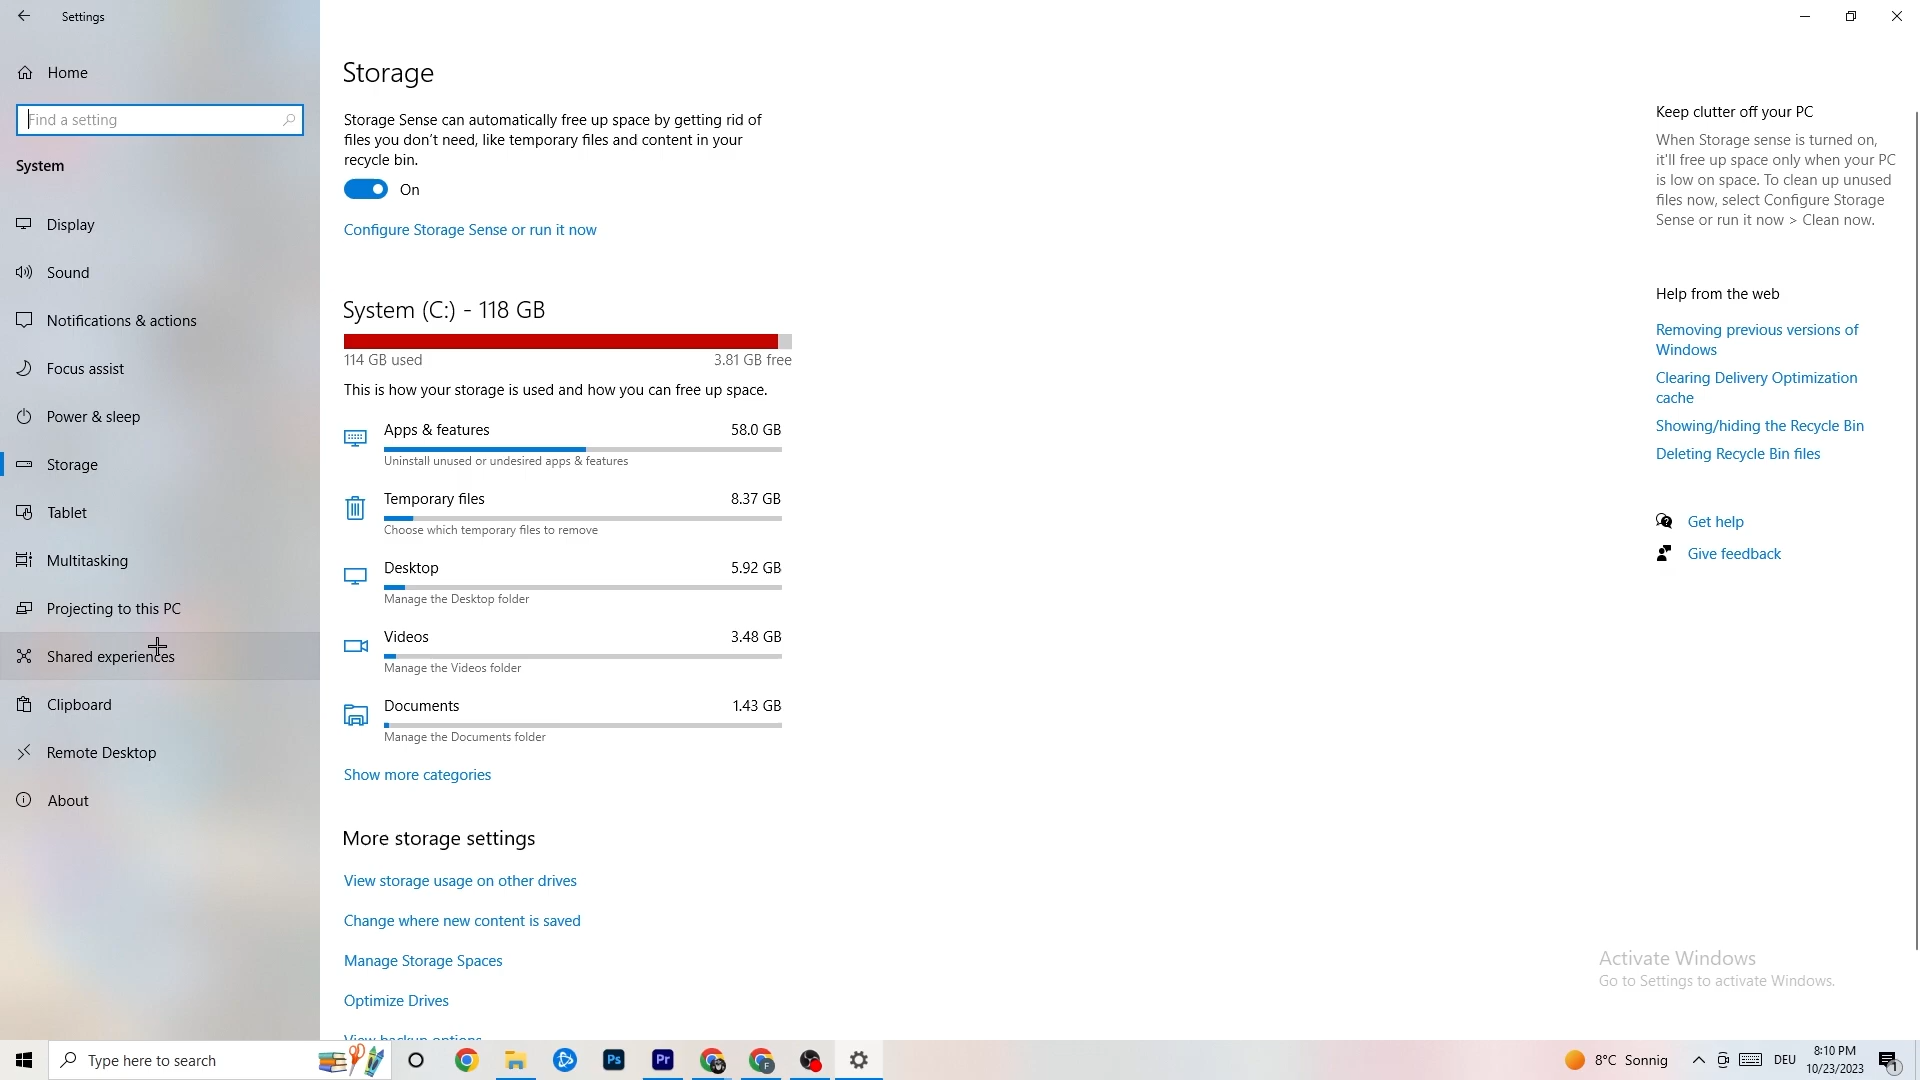 Settings
Home
Find a setting
System
Display
Sound
Notifications & actions
Focus assist
Power & sleep
Storage
Tablet
Multitasking
Projecting to this PC
Shared experiences
Clipboard
Remote Desktop
About
Storage
Storage Sense can automatically free up space by getting rid of
files you don't need, like temporary files and content in your
recycle bin.
On
Configure Storage Sense or run it now
System (C:) - 118 GB
114 GB used 3.81 GB free
This is how your storage is used and how you can free up space.
Apps & features 58.0 GB
Uninstall unused or undesired apps & features
Temporary files 8.37 GB
Choose which temporary files to remove
Desktop 5.92 GB
Manage the Desktop folder
Videos 3.48 GB
Manage the Videos folder
Documents 1.43 GB
Manage the Documents folder
Show more categories
More storage settings
View storage usage on other drives
Change where new content is saved
Manage Storage Spaces
Optimize Drives
View backup options
Keep clutter off your PC
When Storage sense is turned on,
it'll free up space only when your PC
is low on space. To clean up unused
files now, select Configure Storage
Sense or run it now > Clean now.
Help from the web
Removing previous versions of
Windows
Clearing Delivery Optimization
cache
Showing/hiding the Recycle Bin
Deleting Recycle Bin files
Get help
Give feedback
Activate Windows
Go to Settings to activate Windows.
Type here to search
Ps
Pr
F
8°C Sonnig
DEU
8:10 PM
10/23/2023
1